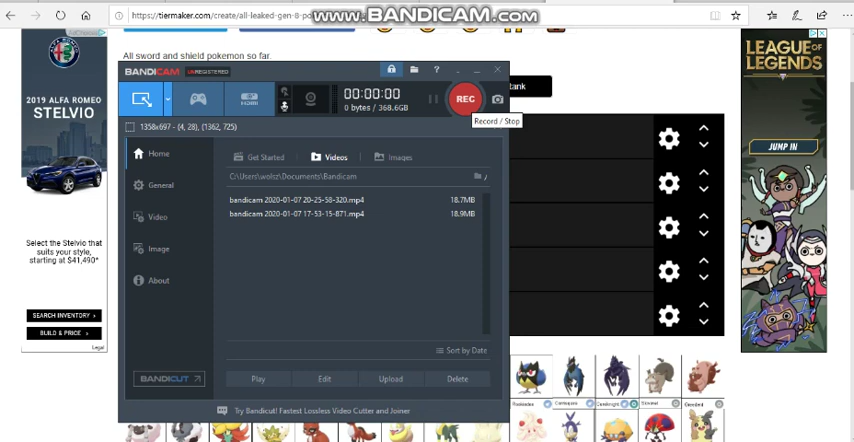 https://tiermaker.com/create/all-leaked-gen-8-po
www.BANDICAM.com
All sword and shield pokemon so far.
2019 ALFA ROMEO
STELVIO
Select the Stelvio that
suits your style,
starting at $41,490*
SEARCH INVENTORY >
BUILD & PRICE >
Legal
BANDICAM UNREGISTERED
HDMI
00:00:00
0 bytes / 368.6GB
REC
Record / Stop
1358x697 - (4, 28), (1362, 725)
Home
General
Video
Image
About
BANDICUT
Get Started
Videos
Images
C:\Users\wolsz\Documents\Bandicam
bandicam 2020-01-07 20-25-58-320.mp4 18.7MB
bandicam 2020-01-07 17-53-15-871.mp4 18.9MB
Sort by Date
Play
Edit
Upload
Delete
Try Bandicut! Fastest Lossless Video Cutter and Joiner
LEAGUE OF
LEGENDS
JUMP IN